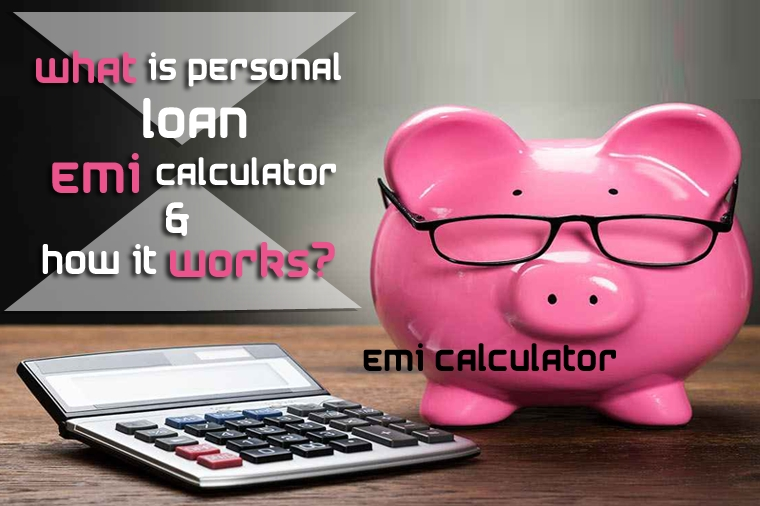 what is personal
loan
emi calculator
&
how it works?
emi calculator